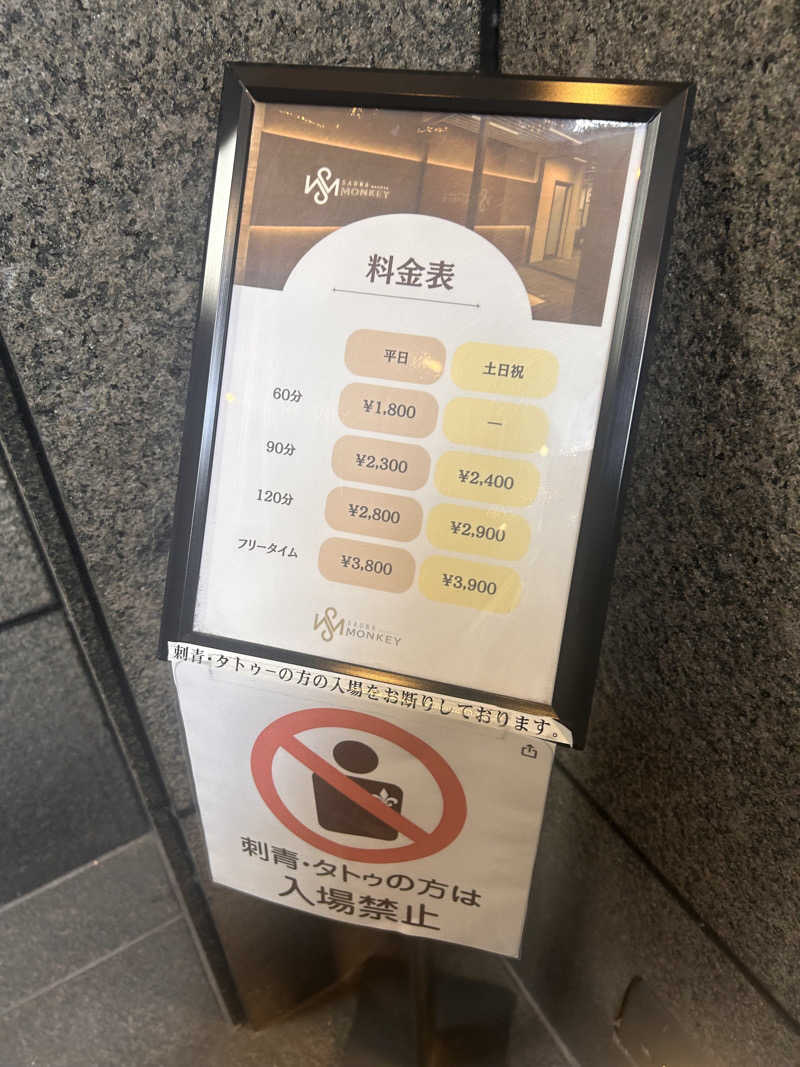 SAUNA
MONKEY
料金表
平日 土日祝
60分 ¥1,800 —
90分 ¥2,300 ¥2,400
120分 ¥2,800 ¥2,900
フリータイム ¥3,800 ¥3,900
SAUNA
MONKEY
刺青・タトゥーの方の入場をお断りしております。
刺青・タトゥの方は
入場禁止